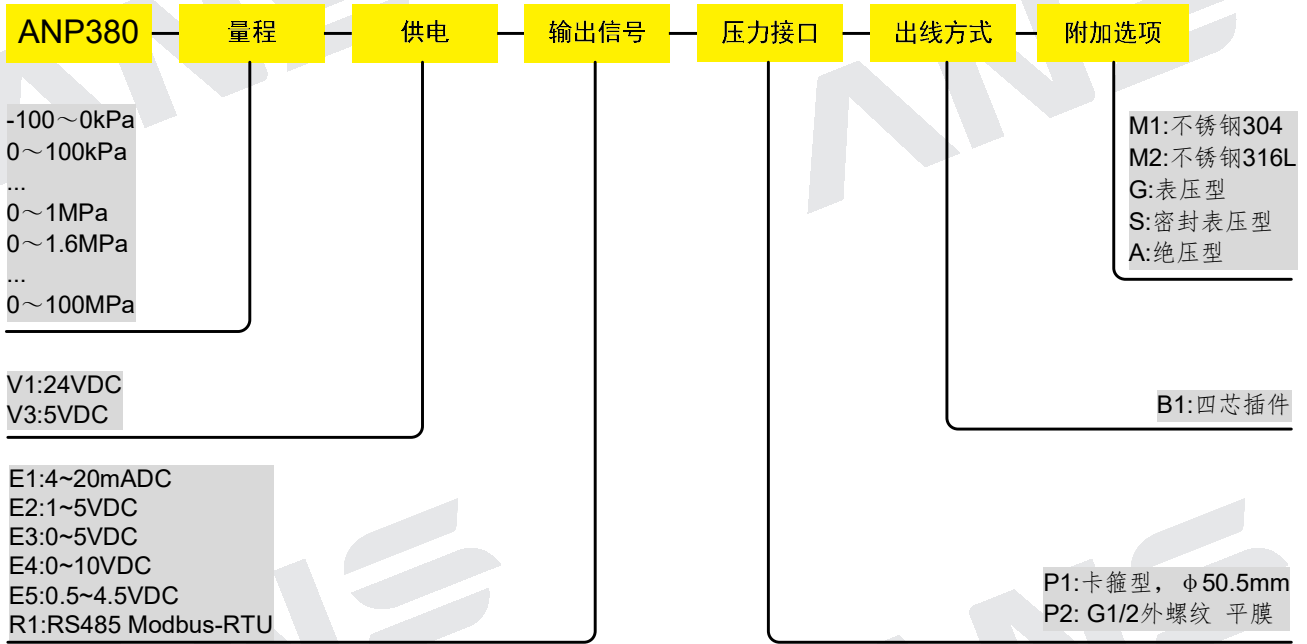 ANP380 量程 供电 输出信号 压力接口 出线方式 附加选项
-100～0kPa
0～100kPa
...
0～1MPa
0～1.6MPa
...
0～100MPa
M1:不锈钢304
M2:不锈钢316L
G:表压型
S:密封表压型
A:绝压型
V1:24VDC
V3:5VDC
B1:四芯插件
E1:4~20mADC
E2:1~5VDC
E3:0~5VDC
E4:0~10VDC
E5:0.5~4.5VDC
R1:RS485 Modbus-RTU
P1:卡箍型，φ50.5mm
P2: G1/2外螺纹 平膜